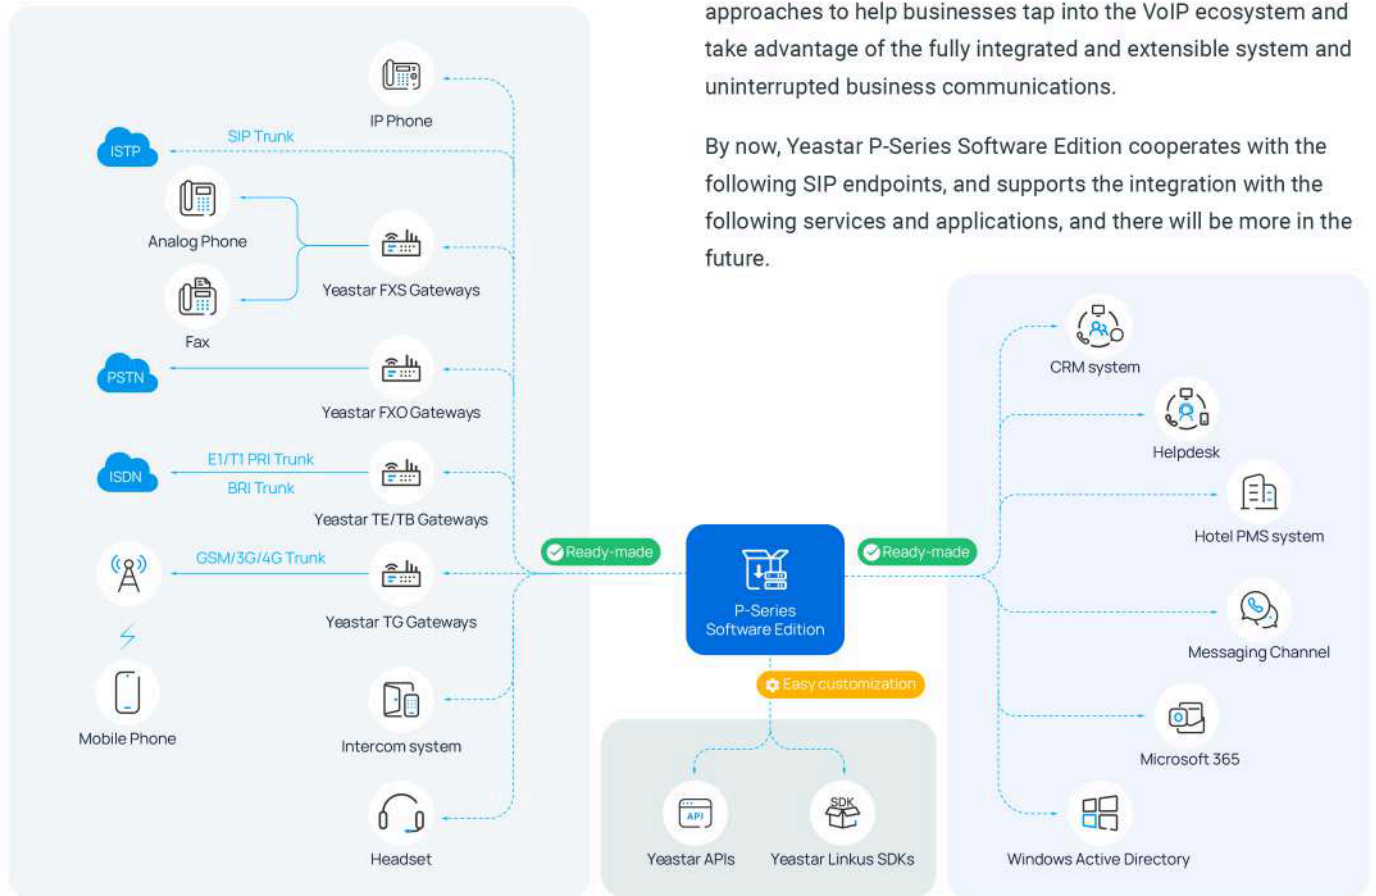 approaches to help businesses tap into the VoIP ecosystem and
take advantage of the fully integrated and extensible system and
uninterrupted business communications.
By now, Yeastar P-Series Software Edition cooperates with the
following SIP endpoints, and supports the integration with the
following services and applications, and there will be more in the
future.
IP Phone
SIP Trunk
ISTP
Analog Phone
Yeastar FXS Gateways
Fax
PSTN
Yeastar FXO Gateways
E1/T1 PRI Trunk
ISDN
BRI Trunk
Yeastar TE/TB Gateways
GSM/3G/4G Trunk
Yeastar TG Gateways
Mobile Phone
Intercom system
Headset
Ready-made
P-Series
Software Edition
Ready-made
Easy customization
API
Yeastar APIs
SDK
Yeastar Linkus SDKs
CRM system
Helpdesk
Hotel PMS system
Messaging Channel
Microsoft 365
Windows Active Directory